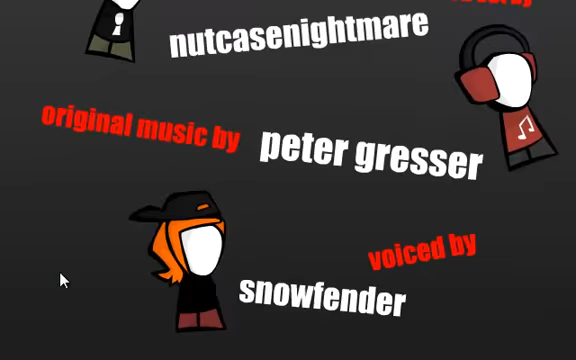 nutcasenightmare
original music by
peter gresser
voiced by
snowfender